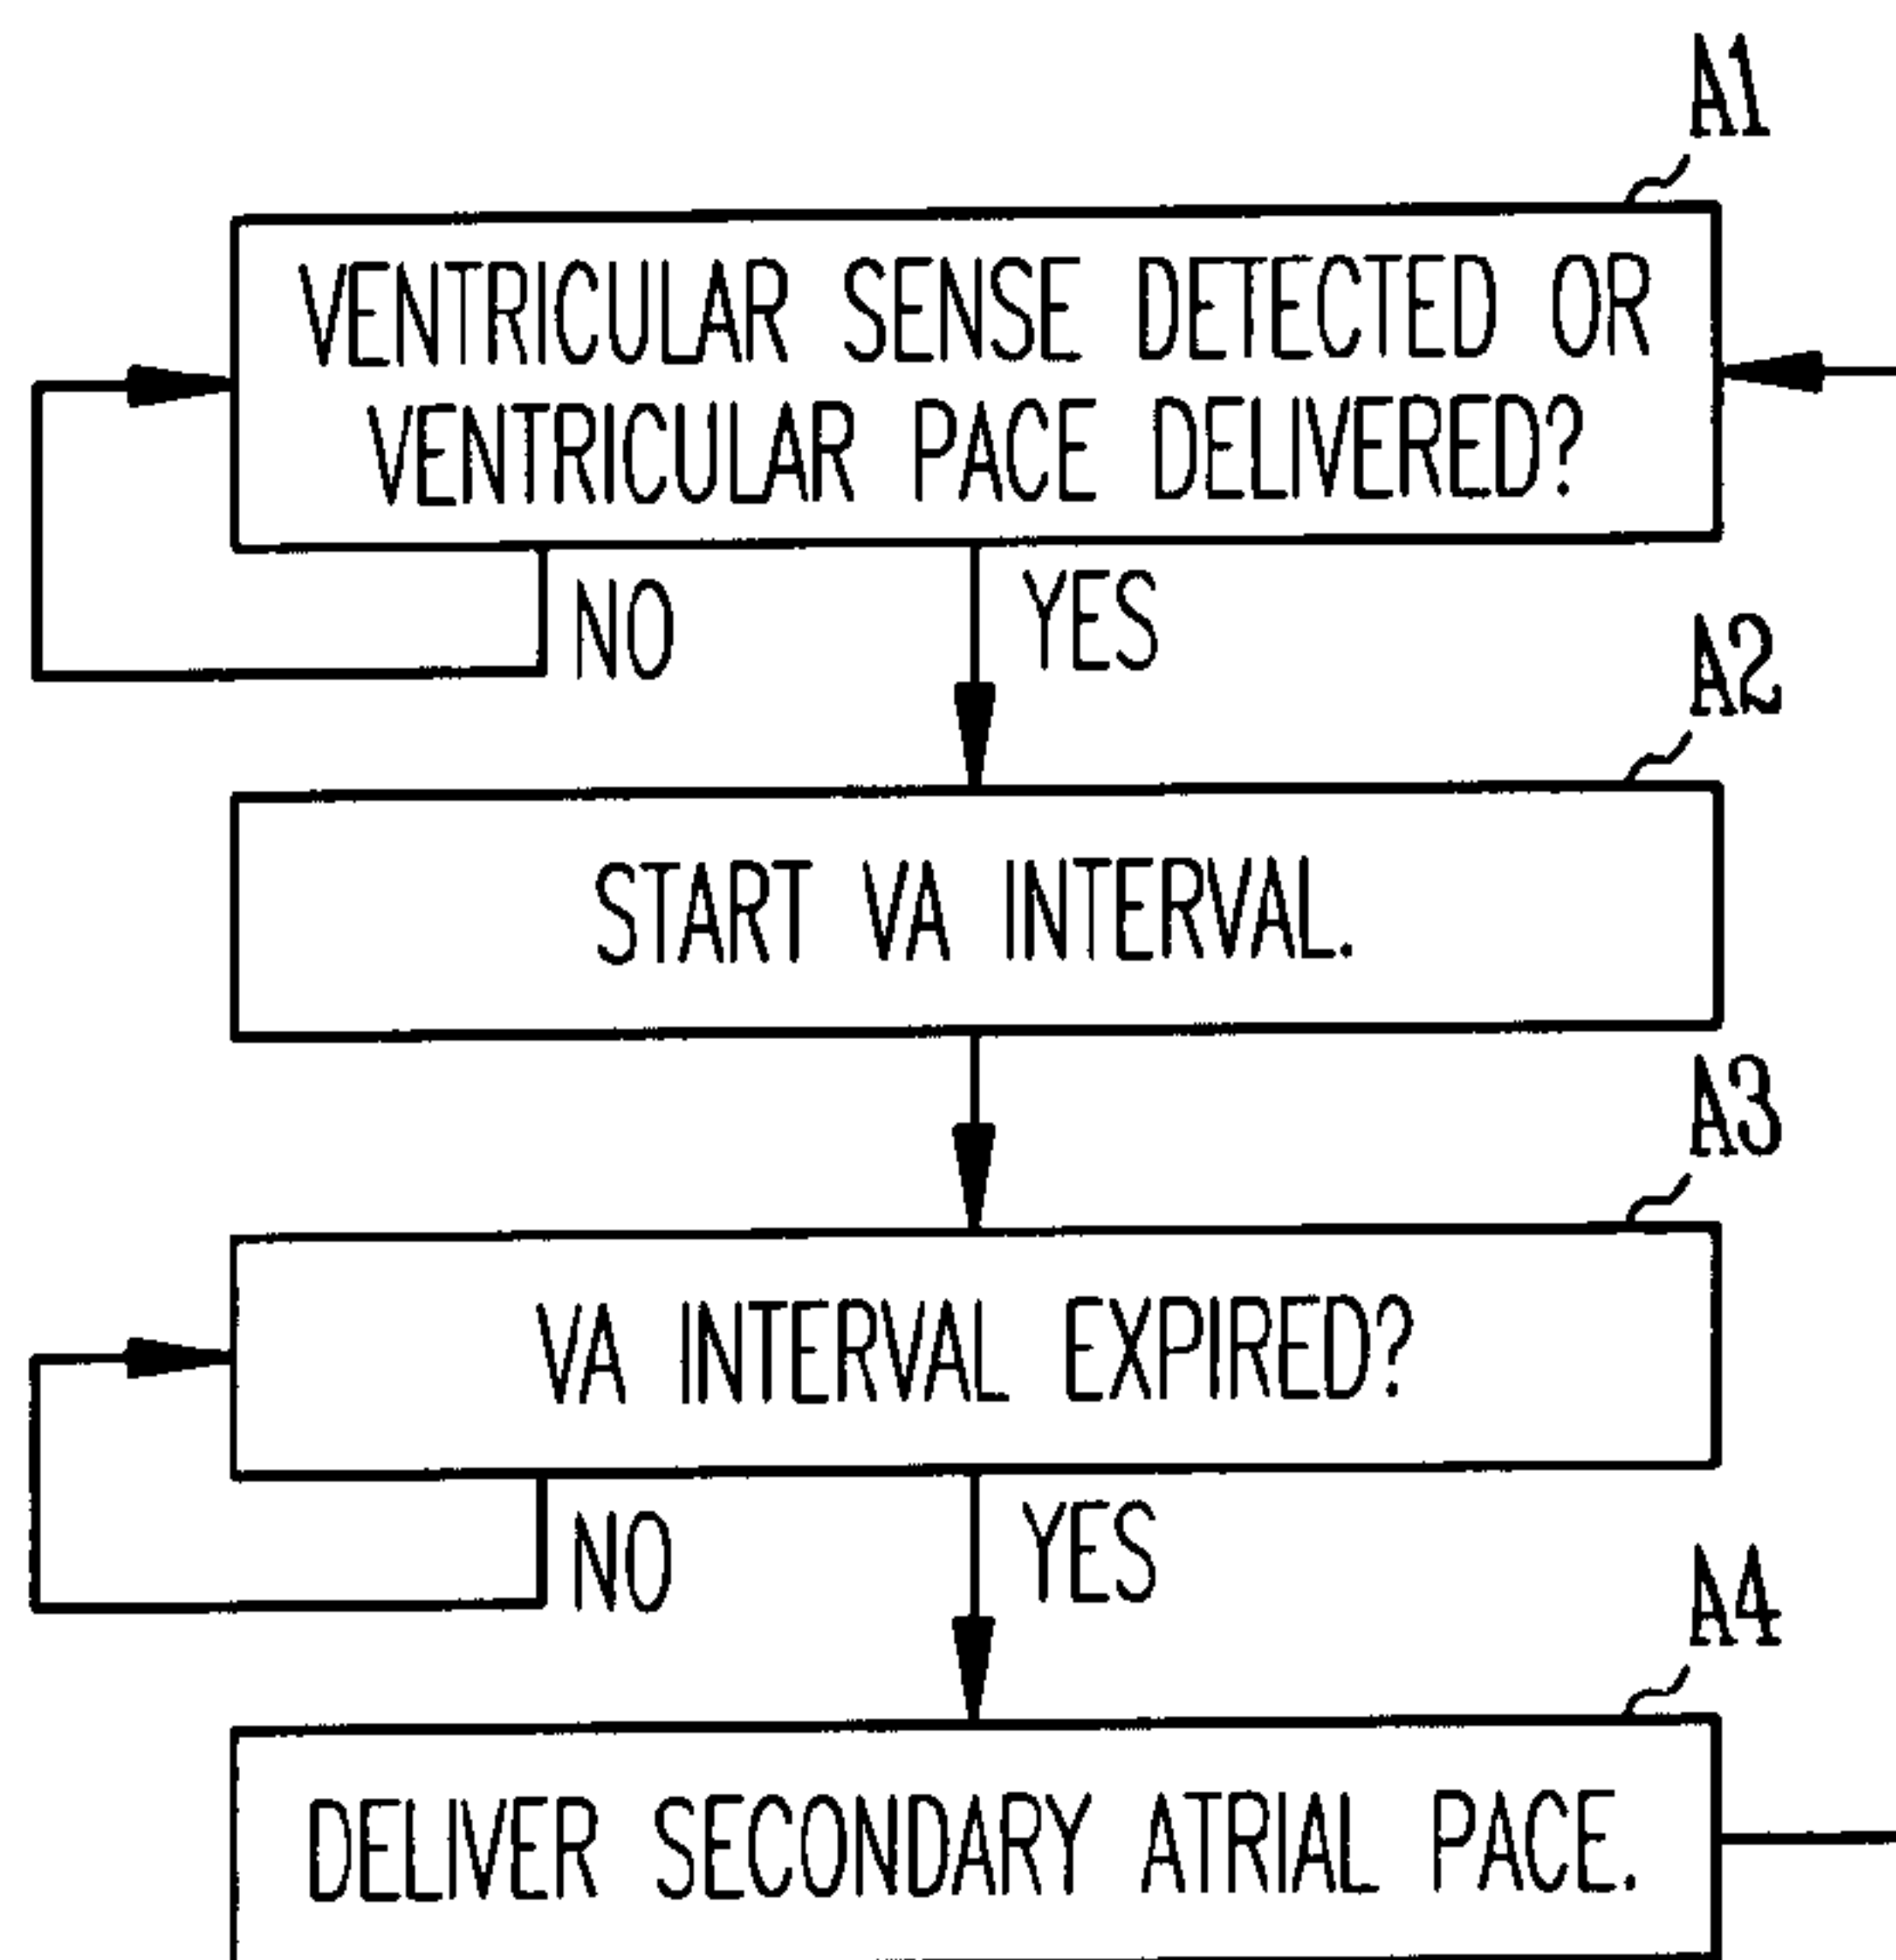 A1
VENTRICULAR SENSE DETECTED OR
VENTRICULAR PACE DELIVERED?
NO
YES
A2
START VA INTERVAL.
A3
VA INTERVAL EXPIRED?
NO
YES
A4
DELIVER SECONDARY ATRIAL PACE.